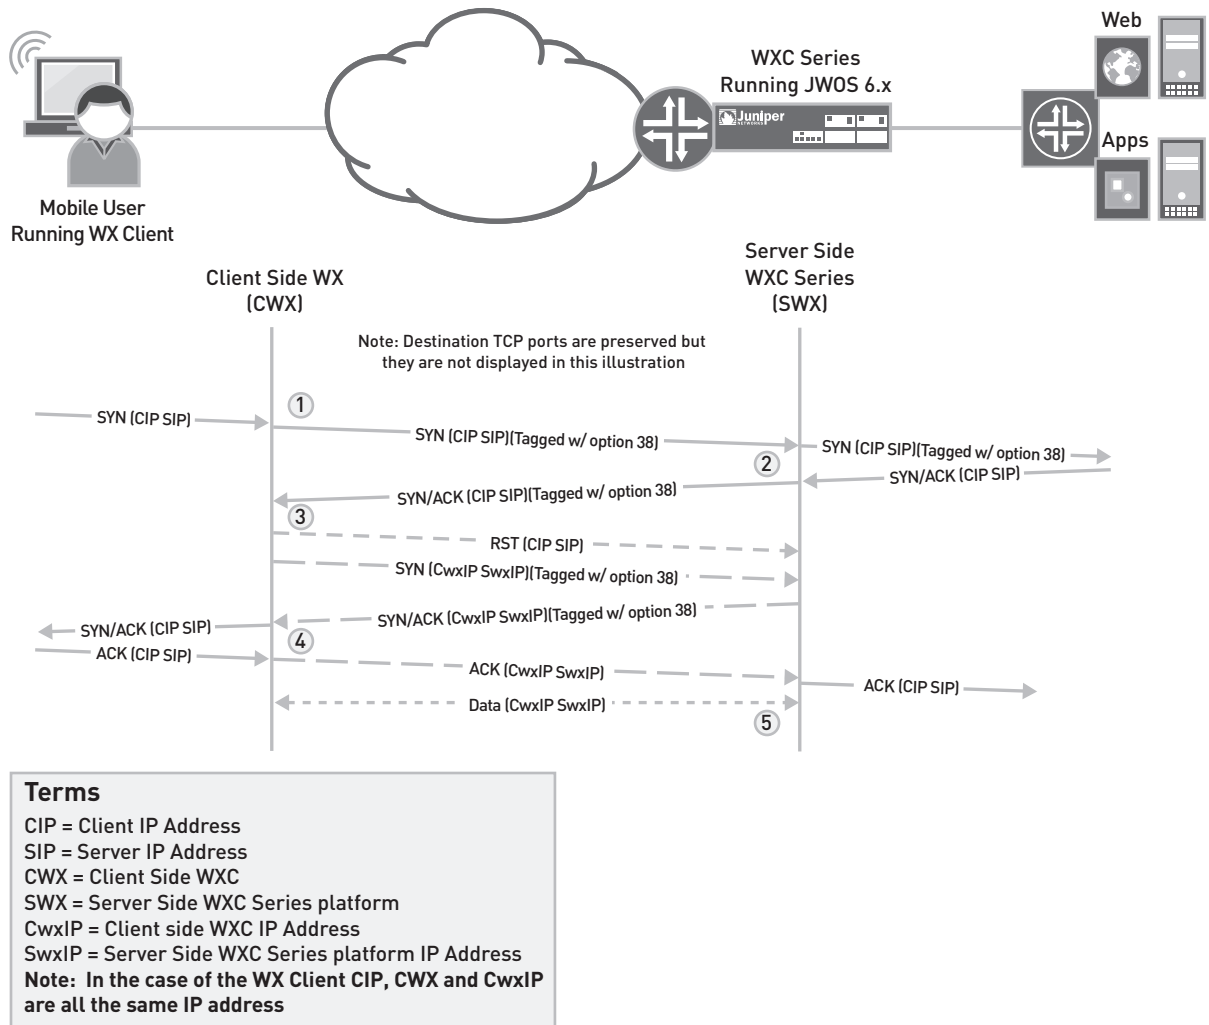 Web
WXC Series
Running JWOS 6.x
Juniper
NETWORKS
Apps
Mobile User
Running WX Client
Client Side WX
(CWX)
Server Side
WXC Series
(SWX)
Note: Destination TCP ports are preserved but
they are not displayed in this illustration
1
SYN (CIP SIP)
SYN (CIP SIP)(Tagged w/ option 38)
SYN (CIP SIP)(Tagged w/ option 38)
2
SYN/ACK (CIP SIP)
SYN/ACK (CIP SIP)(Tagged w/ option 38)
3
RST (CIP SIP)
SYN (CwxIP SwxIP)(Tagged w/ option 38)
SYN/ACK (CwxIP SwxIP)(Tagged w/ option 38)
SYN/ACK (CIP SIP)
4
ACK (CIP SIP)
ACK (CwxIP SwxIP)
ACK (CIP SIP)
Data (CwxIP SwxIP)
5
Terms
CIP = Client IP Address
SIP = Server IP Address
CWX = Client Side WXC
SWX = Server Side WXC Series platform
CwxIP = Client side WXC IP Address
SwxIP = Server Side WXC Series platform IP Address
Note: In the case of the WX Client CIP, CWX and CwxIP
are all the same IP address